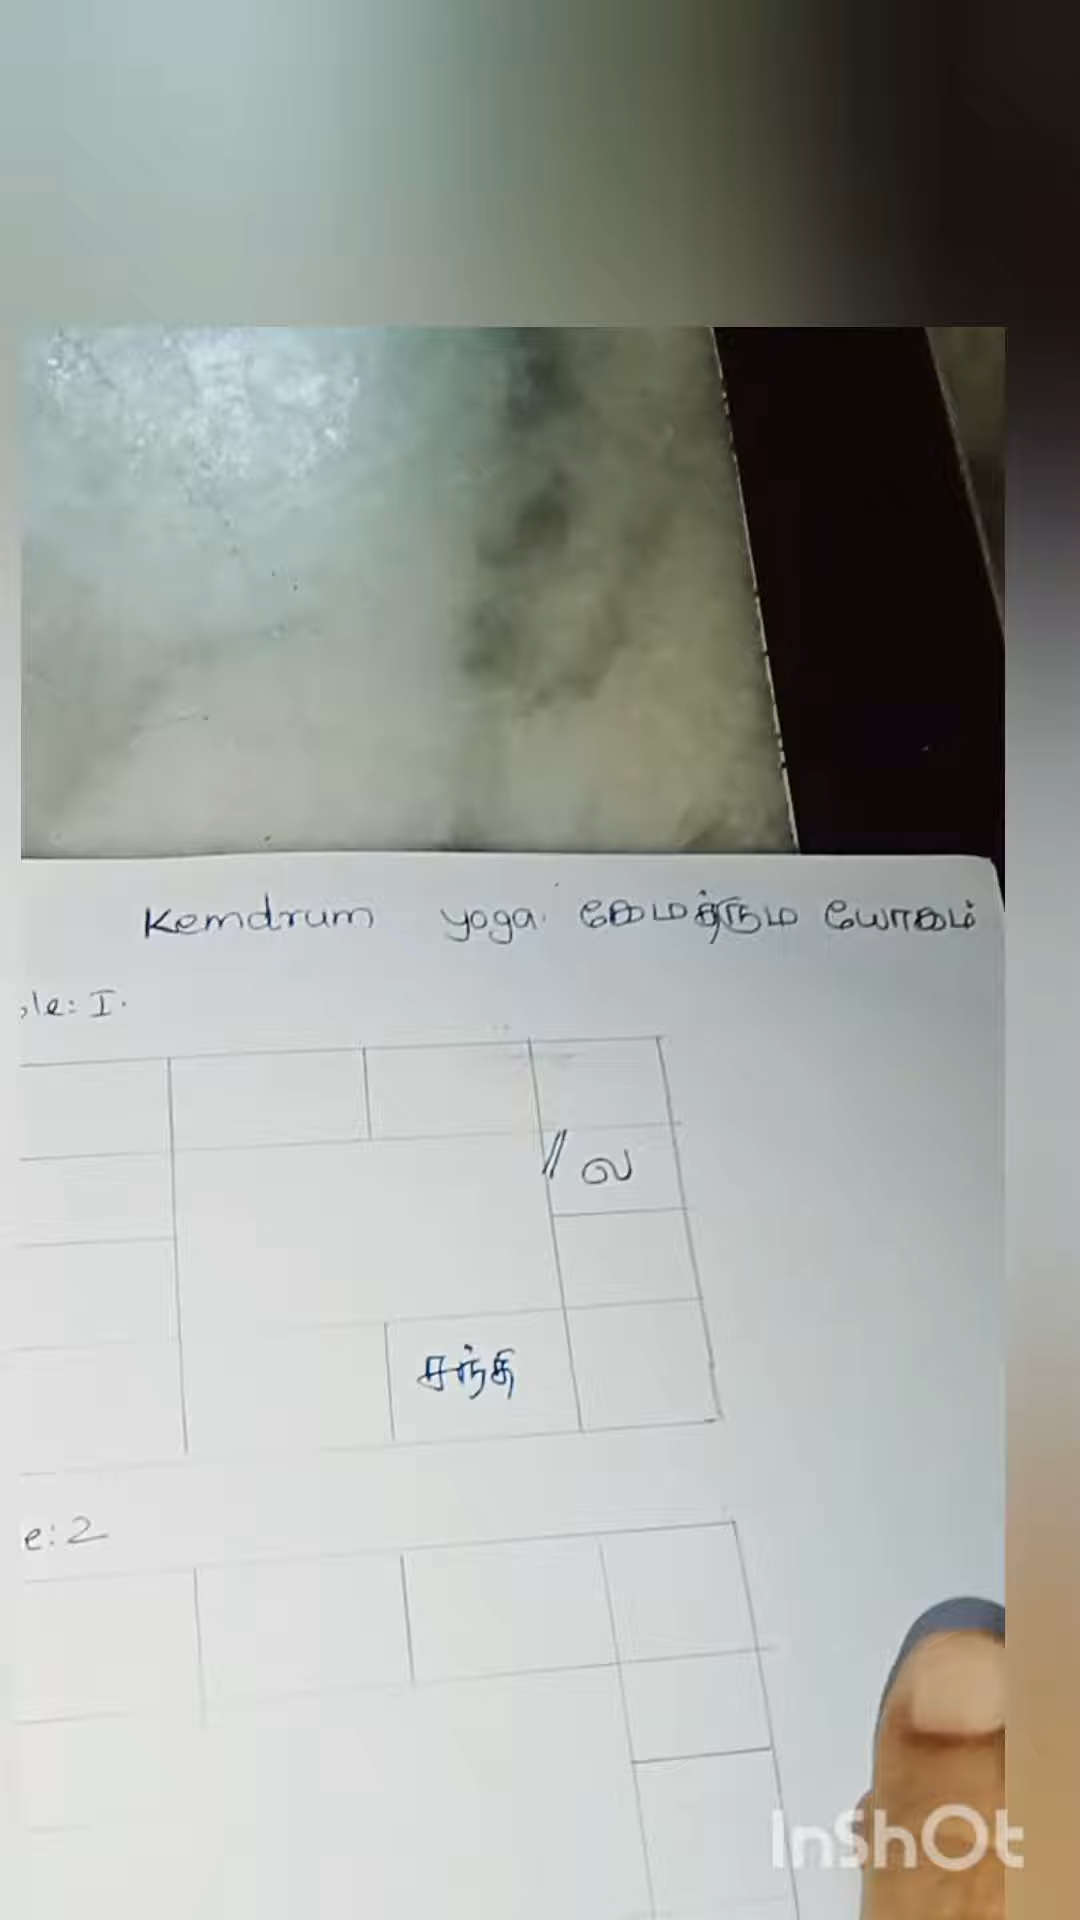 Kemdrum yoga. கேமத்ரும யோகம்
le: I.
// ல
சந்தி
e: 2
InShOt